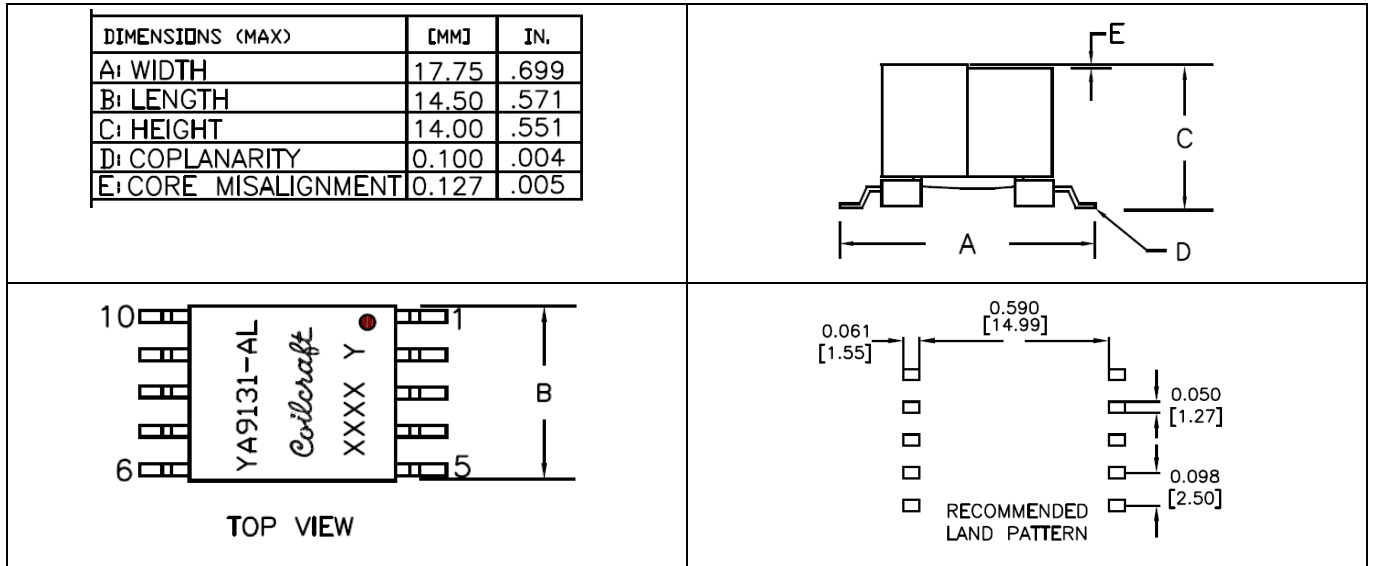 DIMENSIONS (MAX) [MM] IN.
A: WIDTH 17.75 .699
B: LENGTH 14.50 .571
C: HEIGHT 14.00 .551
D: COPLANARITY 0.100 .004
E: CORE MISALIGNMENT 0.127 .005
E
C
A
D
10
1
6
5
YA9131-AL
Coilcraft
XXXX Y
B
TOP VIEW
0.590
[14.99]
0.061
[1.55]
0.050
[1.27]
0.098
[2.50]
RECOMMENDED
LAND PATTERN